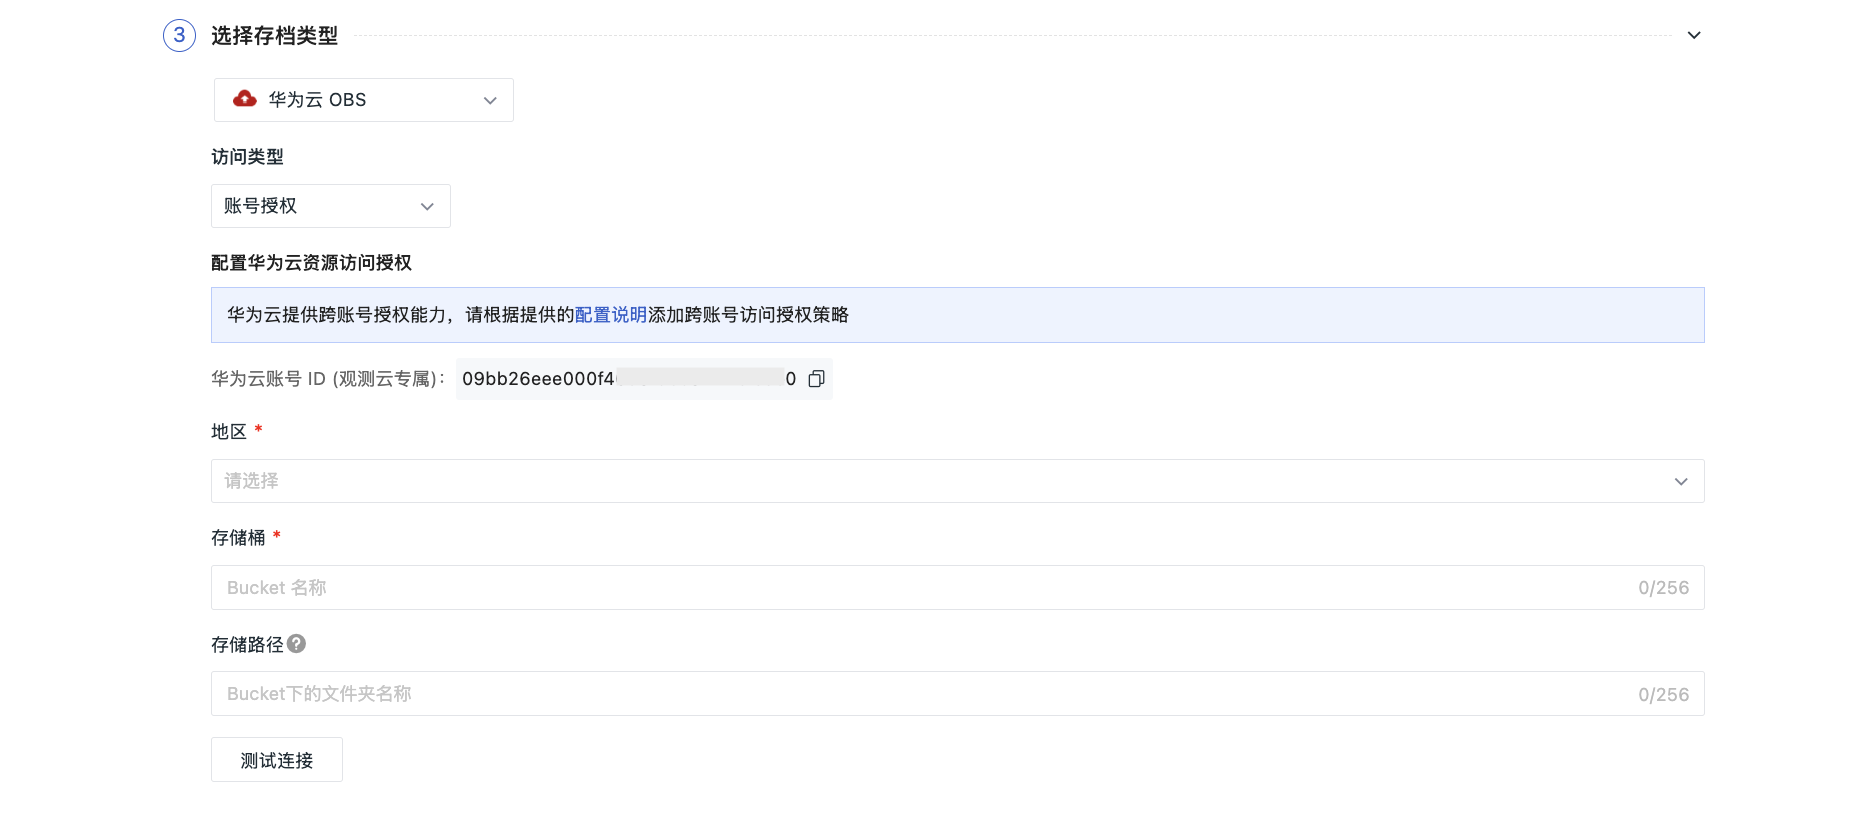 3 选择存档类型
华为云 OBS
访问类型
账号授权
配置华为云资源访问授权
华为云提供跨账号授权能力，请根据提供的配置说明添加跨账号访问授权策略
华为云账号 ID (观测云专属)： 09bb26eee000f4 0
地区 *
请选择
存储桶 *
Bucket 名称 0/256
存储路径 ?
Bucket下的文件夹名称 0/256
测试连接